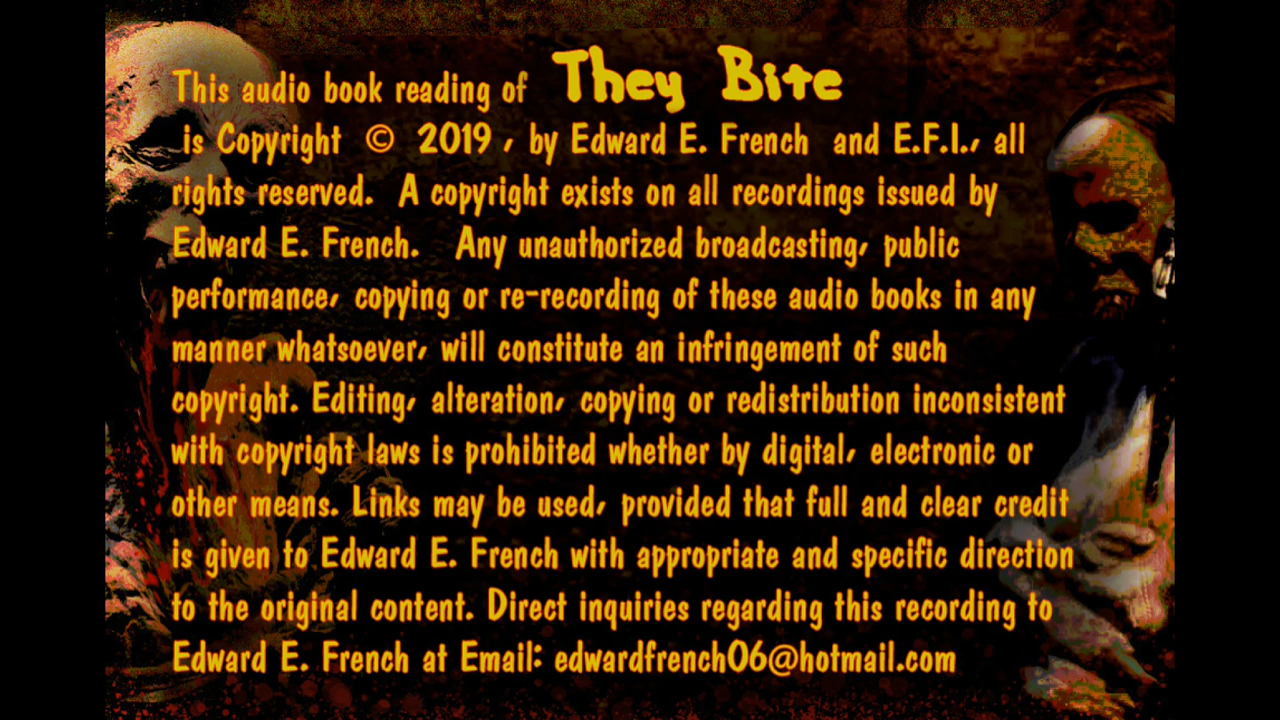 This audio book reading of They Bite
is Copyright © 2019, by Edward E. French and E.F.I., all
rights reserved. A copyright exists on all recordings issued by
Edward E. French. Any unauthorized broadcasting, public
performance, copying or re-recording of these audio books in any
manner whatsoever, will constitute an infringement of such
copyright. Editing, alteration, copying or redistribution inconsistent
with copyright laws is prohibited whether by digital, electronic or
other means. Links may be used, provided that full and clear credit
is given to Edward E. French with appropriate and specific direction
to the original content. Direct inquiries regarding this recording to
Edward E. French at Email: edwardfrench06@hotmail.com